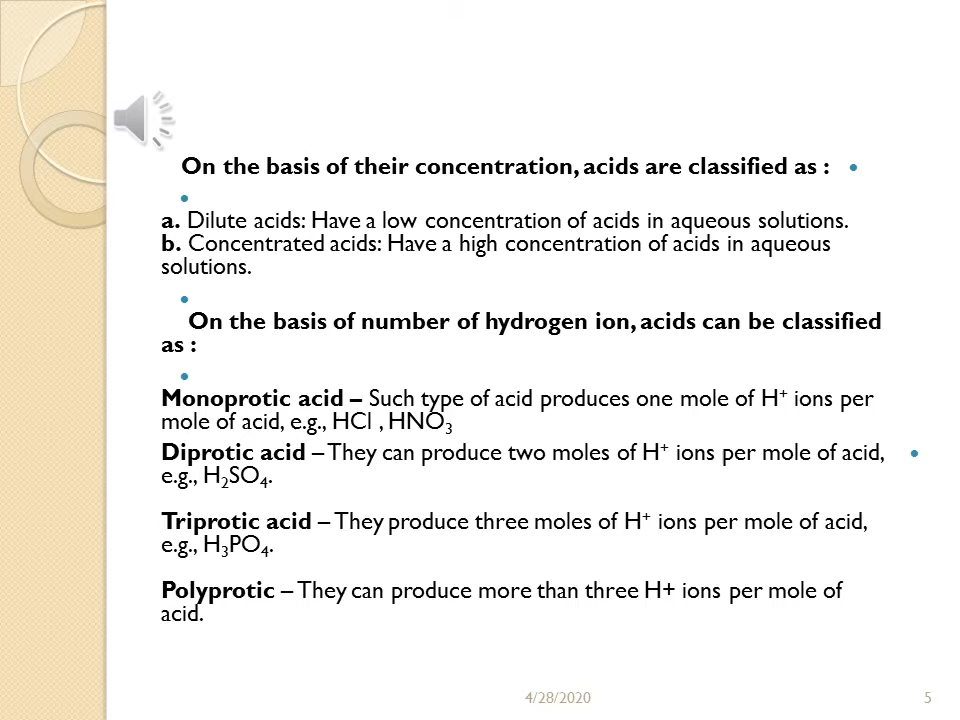 On the basis of their concentration, acids are classified as :
a. Dilute acids: Have a low concentration of acids in aqueous solutions.
b. Concentrated acids: Have a high concentration of acids in aqueous
solutions.
On the basis of number of hydrogen ion, acids can be classified
as :
Monoprotic acid – Such type of acid produces one mole of H⁺ ions per
mole of acid, e.g., HCl , HNO₃
Diprotic acid – They can produce two moles of H⁺ ions per mole of acid,
e.g., H₂SO₄.
Triprotic acid – They produce three moles of H⁺ ions per mole of acid,
e.g., H₃PO₄.
Polyprotic – They can produce more than three H+ ions per mole of
acid.
4/28/2020
5